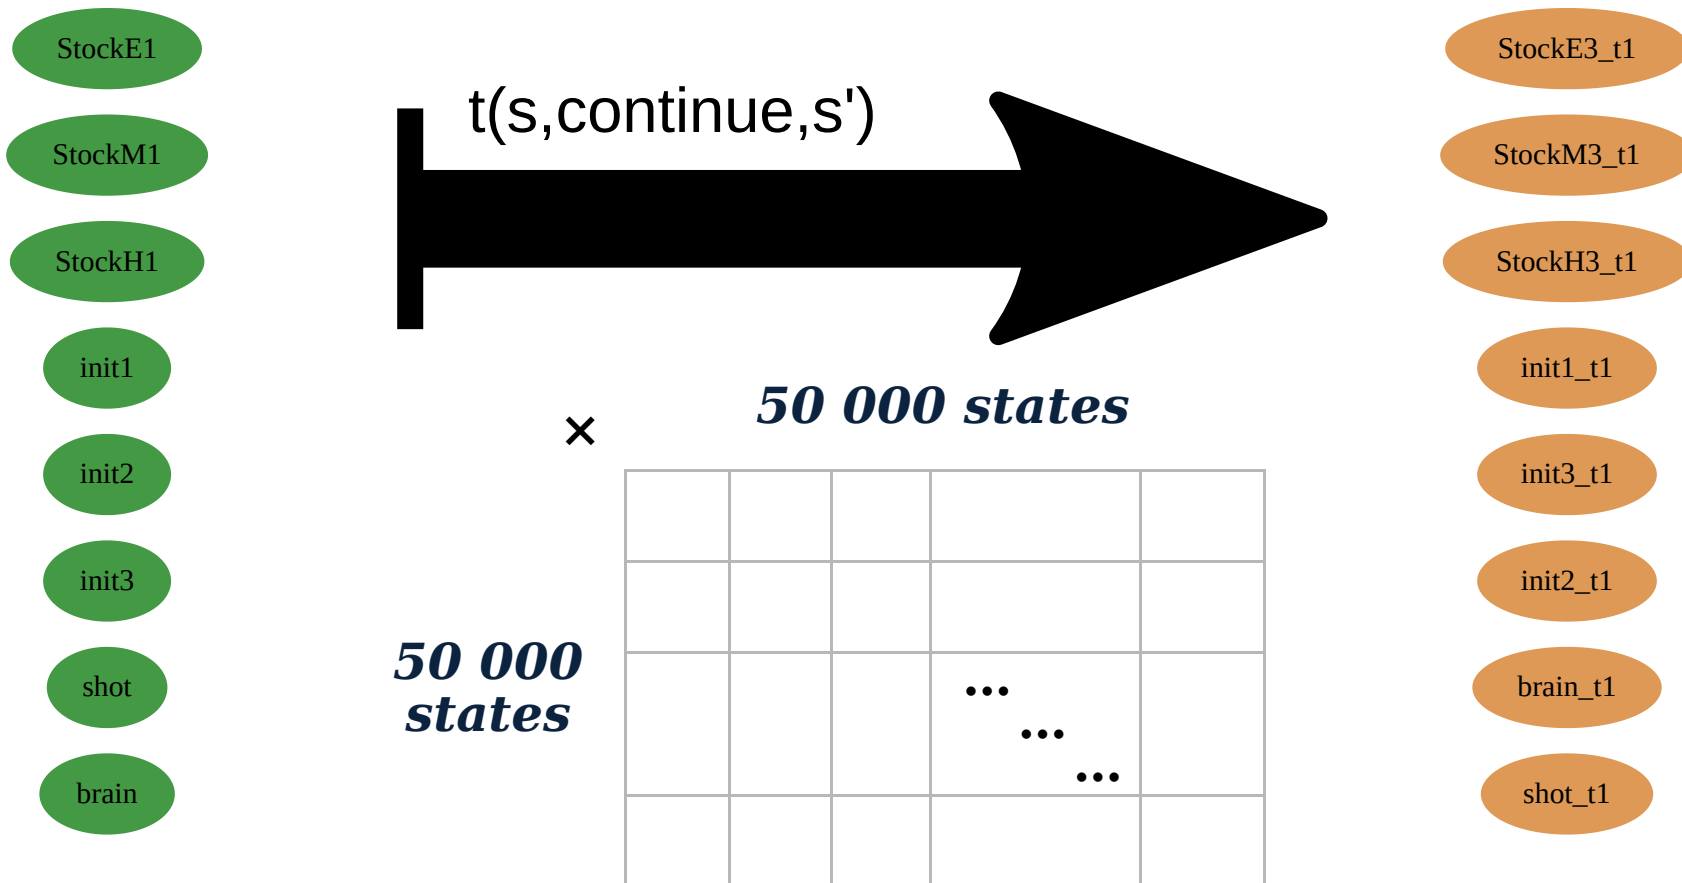 StockE1
StockM1
StockH1
init1
init2
init3
shot
brain
t(s,continue,s')
×
50 000 states
50 000
states
...
...
...
StockE3_t1
StockM3_t1
StockH3_t1
init1_t1
init3_t1
init2_t1
brain_t1
shot_t1